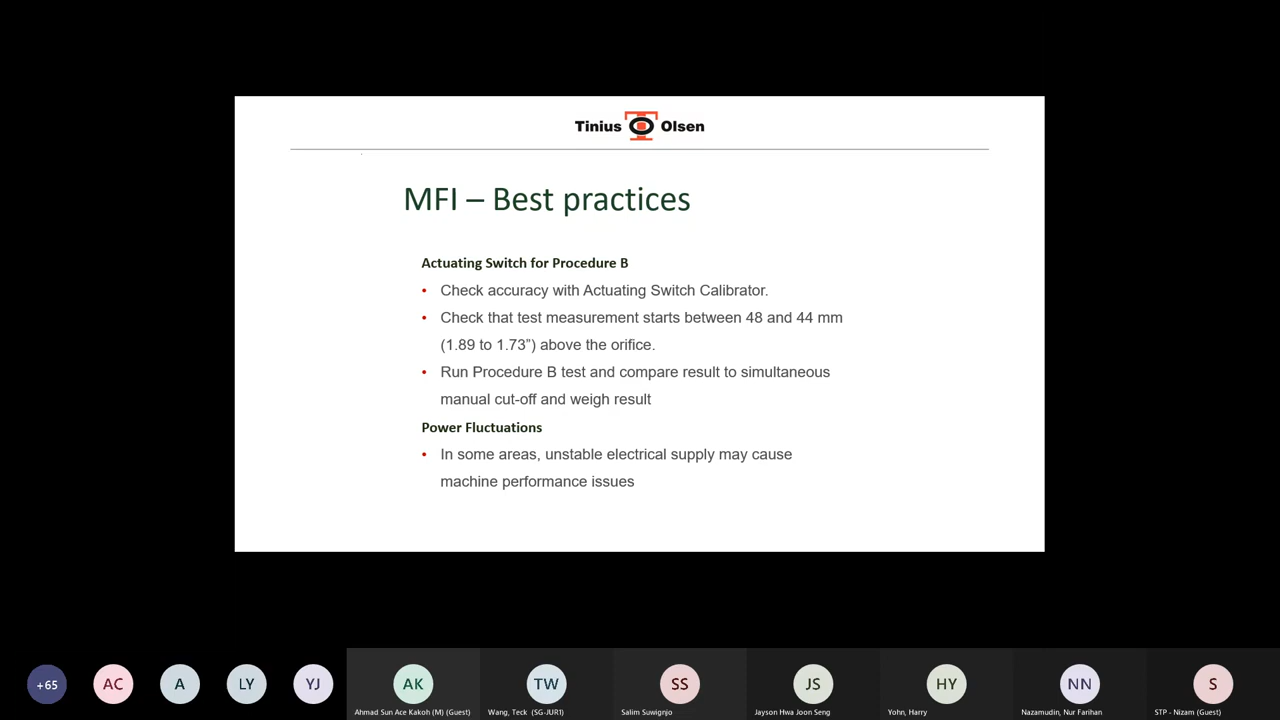 Tinius Olsen
MFI – Best practices
Actuating Switch for Procedure B
• Check accuracy with Actuating Switch Calibrator.
• Check that test measurement starts between 48 and 44 mm
(1.89 to 1.73”) above the orifice.
• Run Procedure B test and compare result to simultaneous
manual cut-off and weigh result
Power Fluctuations
• In some areas, unstable electrical supply may cause
machine performance issues
+65 AC A LY YJ AK TW SS JS HY NN S
Ahmad Sun Ace Kakoh (M) (Guest) Wang, Teck (SG-JUR1) Salim Suwignjo Jayson Hwa Joon Seng Yohn, Harry Nazamudin, Nur Farihan STP - Nizam (Guest)